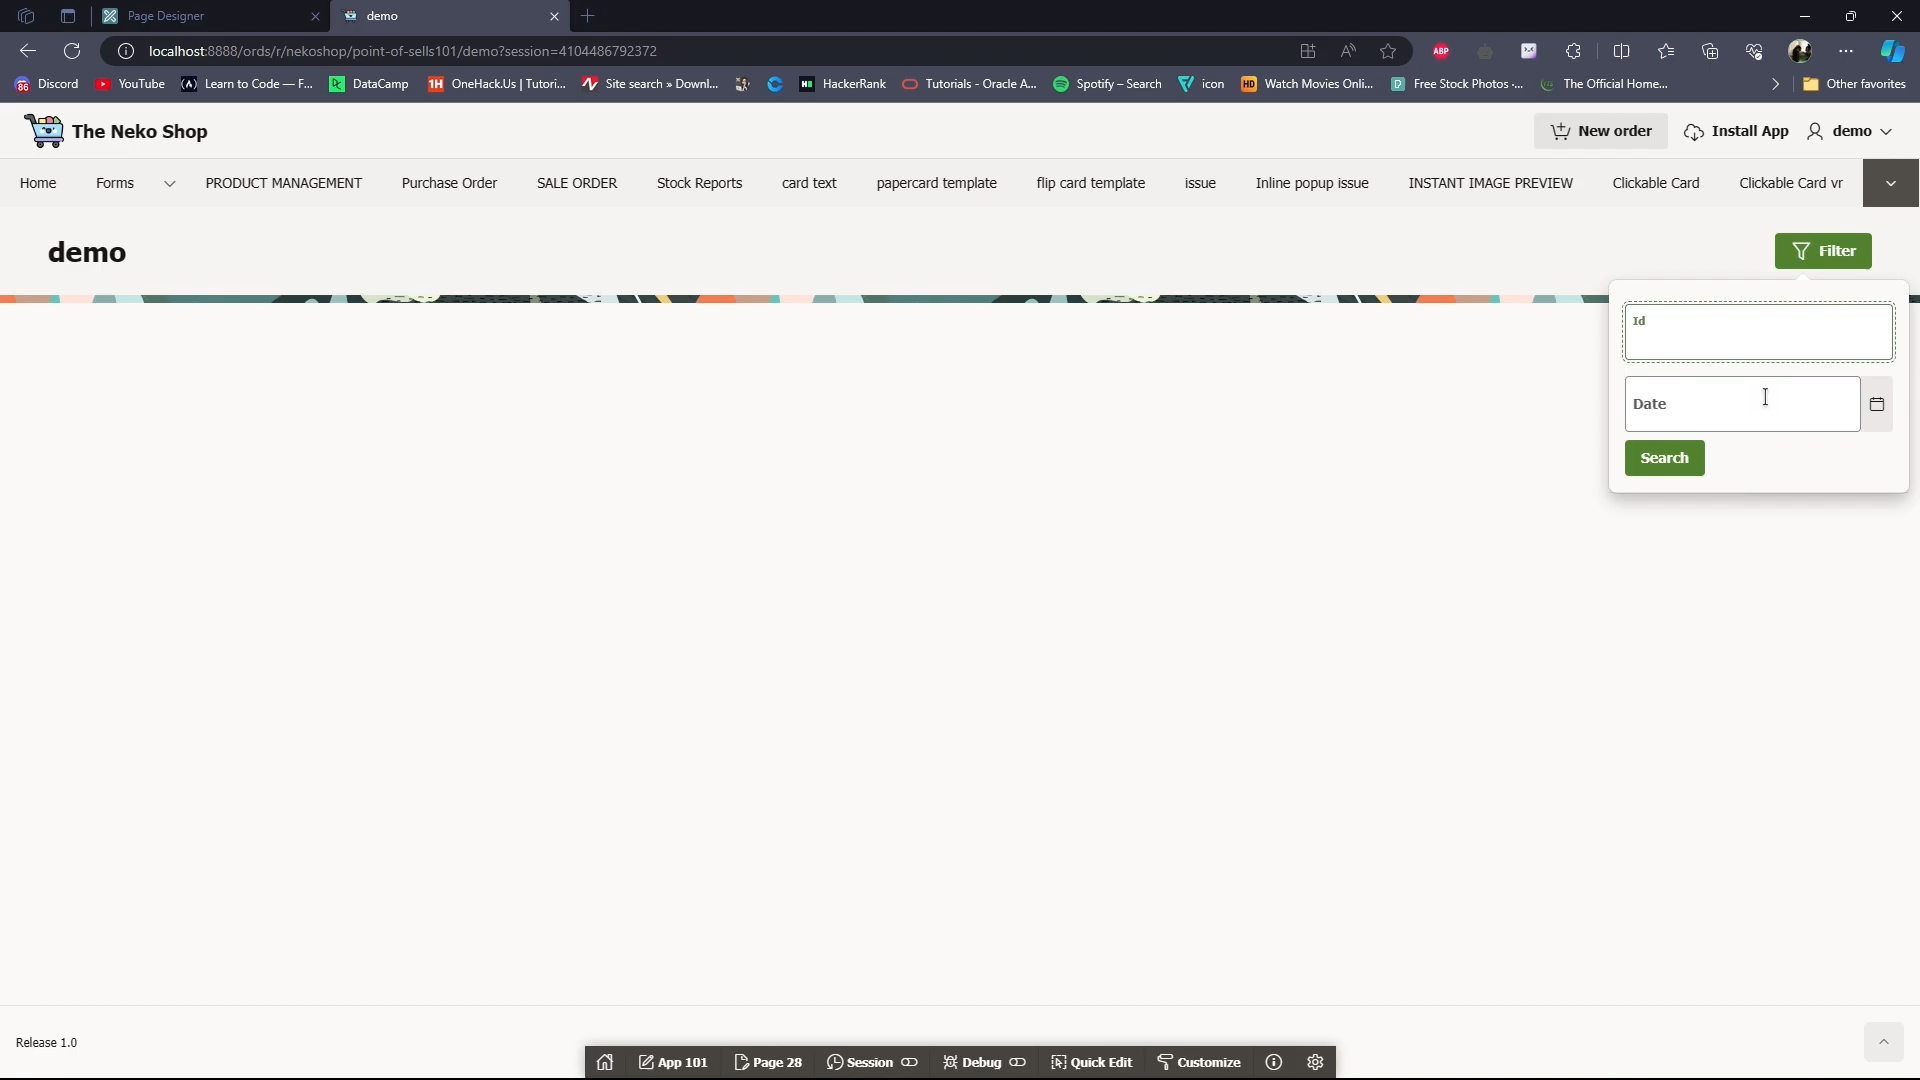 Page Designer
demo
localhost:8888/ords/r/nekoshop/point-of-sells101/demo?session=4104486792372
ABP
86 Discord YouTube (A) Learn to Code — F... DataCamp 1H OneHack.Us | Tutori... Site search » Downl... HackerRank Tutorials - Oracle A... Spotify – Search icon HD Watch Movies Onli... Free Stock Photos ·... The Official Home... Other favorites
The Neko Shop New order Install App demo
Home Forms PRODUCT MANAGEMENT Purchase Order SALE ORDER Stock Reports card text papercard template flip card template issue Inline popup issue INSTANT IMAGE PREVIEW Clickable Card Clickable Card vr
demo Filter
Id
Date
Search
Release 1.0
App 101 Page 28 Session Debug Quick Edit Customize